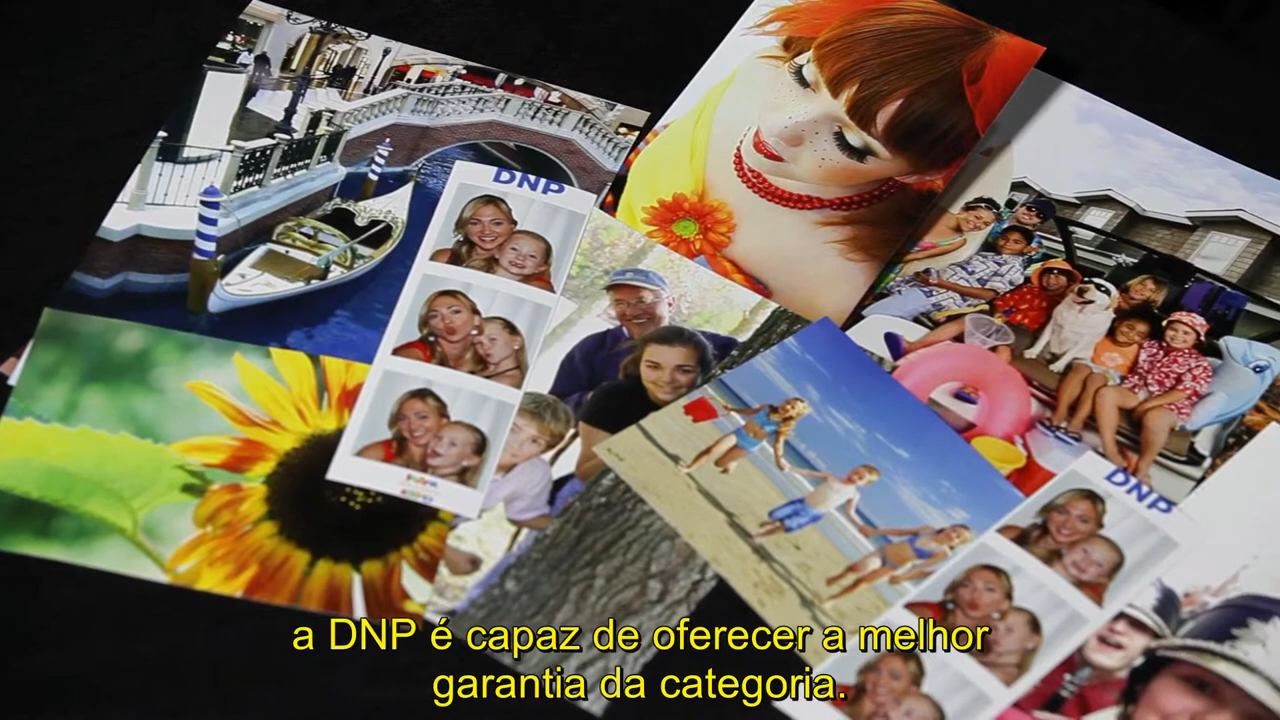 DNP
DNP
a DNP é capaz de oferecer a melhor
garantia da categoria.